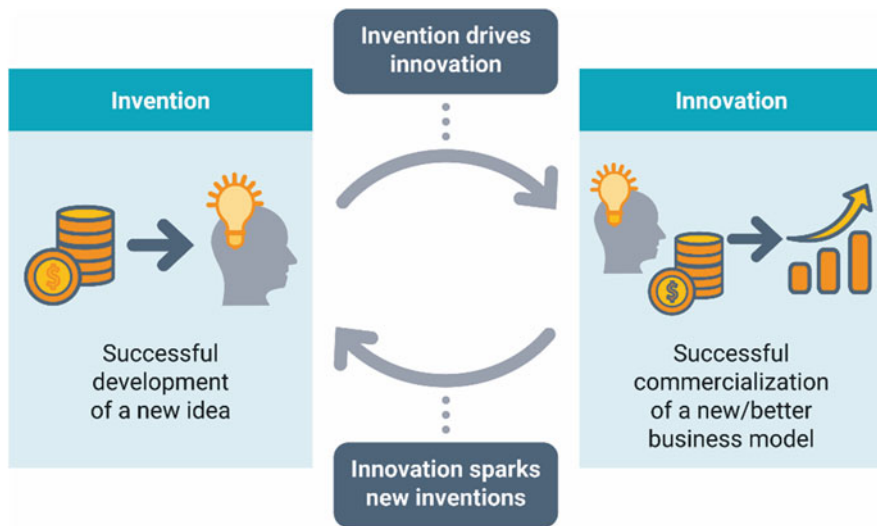 Invention drives
innovation
Invention
Innovation
$
$
Successful
development
of a new idea
Successful
commercialization
of a new/better
business model
Innovation sparks
new inventions